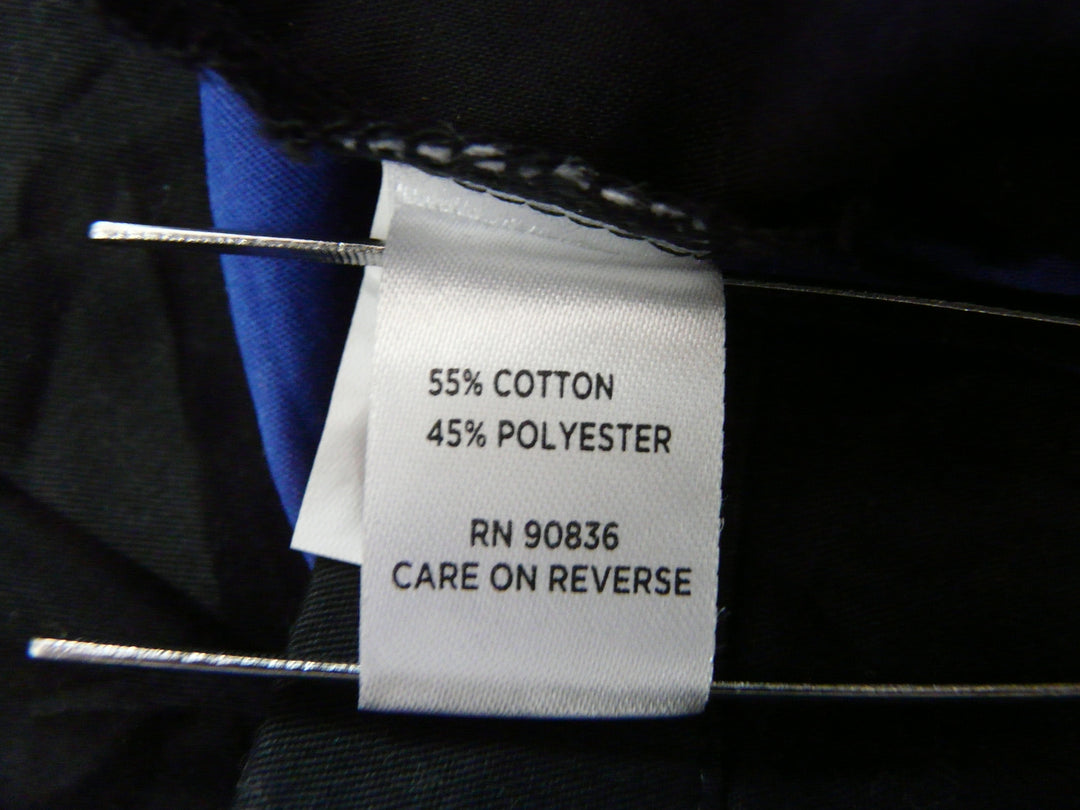 55% COTTON
45% POLYESTER
RN 90836
CARE ON REVERSE